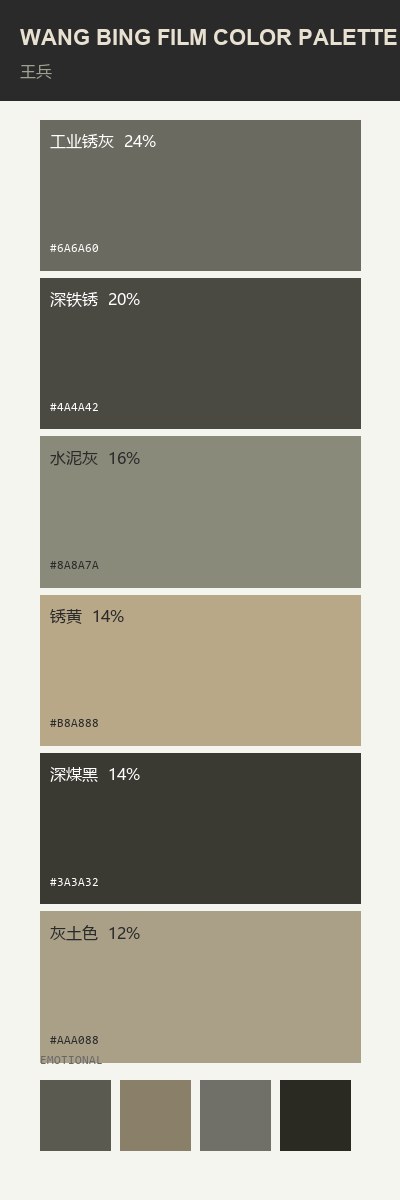 WANG BING FILM COLOR PALETTE
王兵
工业锈灰 24%
#6A6A60
深铁锈 20%
#4A4A42
水泥灰 16%
#8A8A7A
锈黄 14%
#B8A888
深煤黑 14%
#3A3A32
灰土色 12%
#AAA088
EMOTIONAL